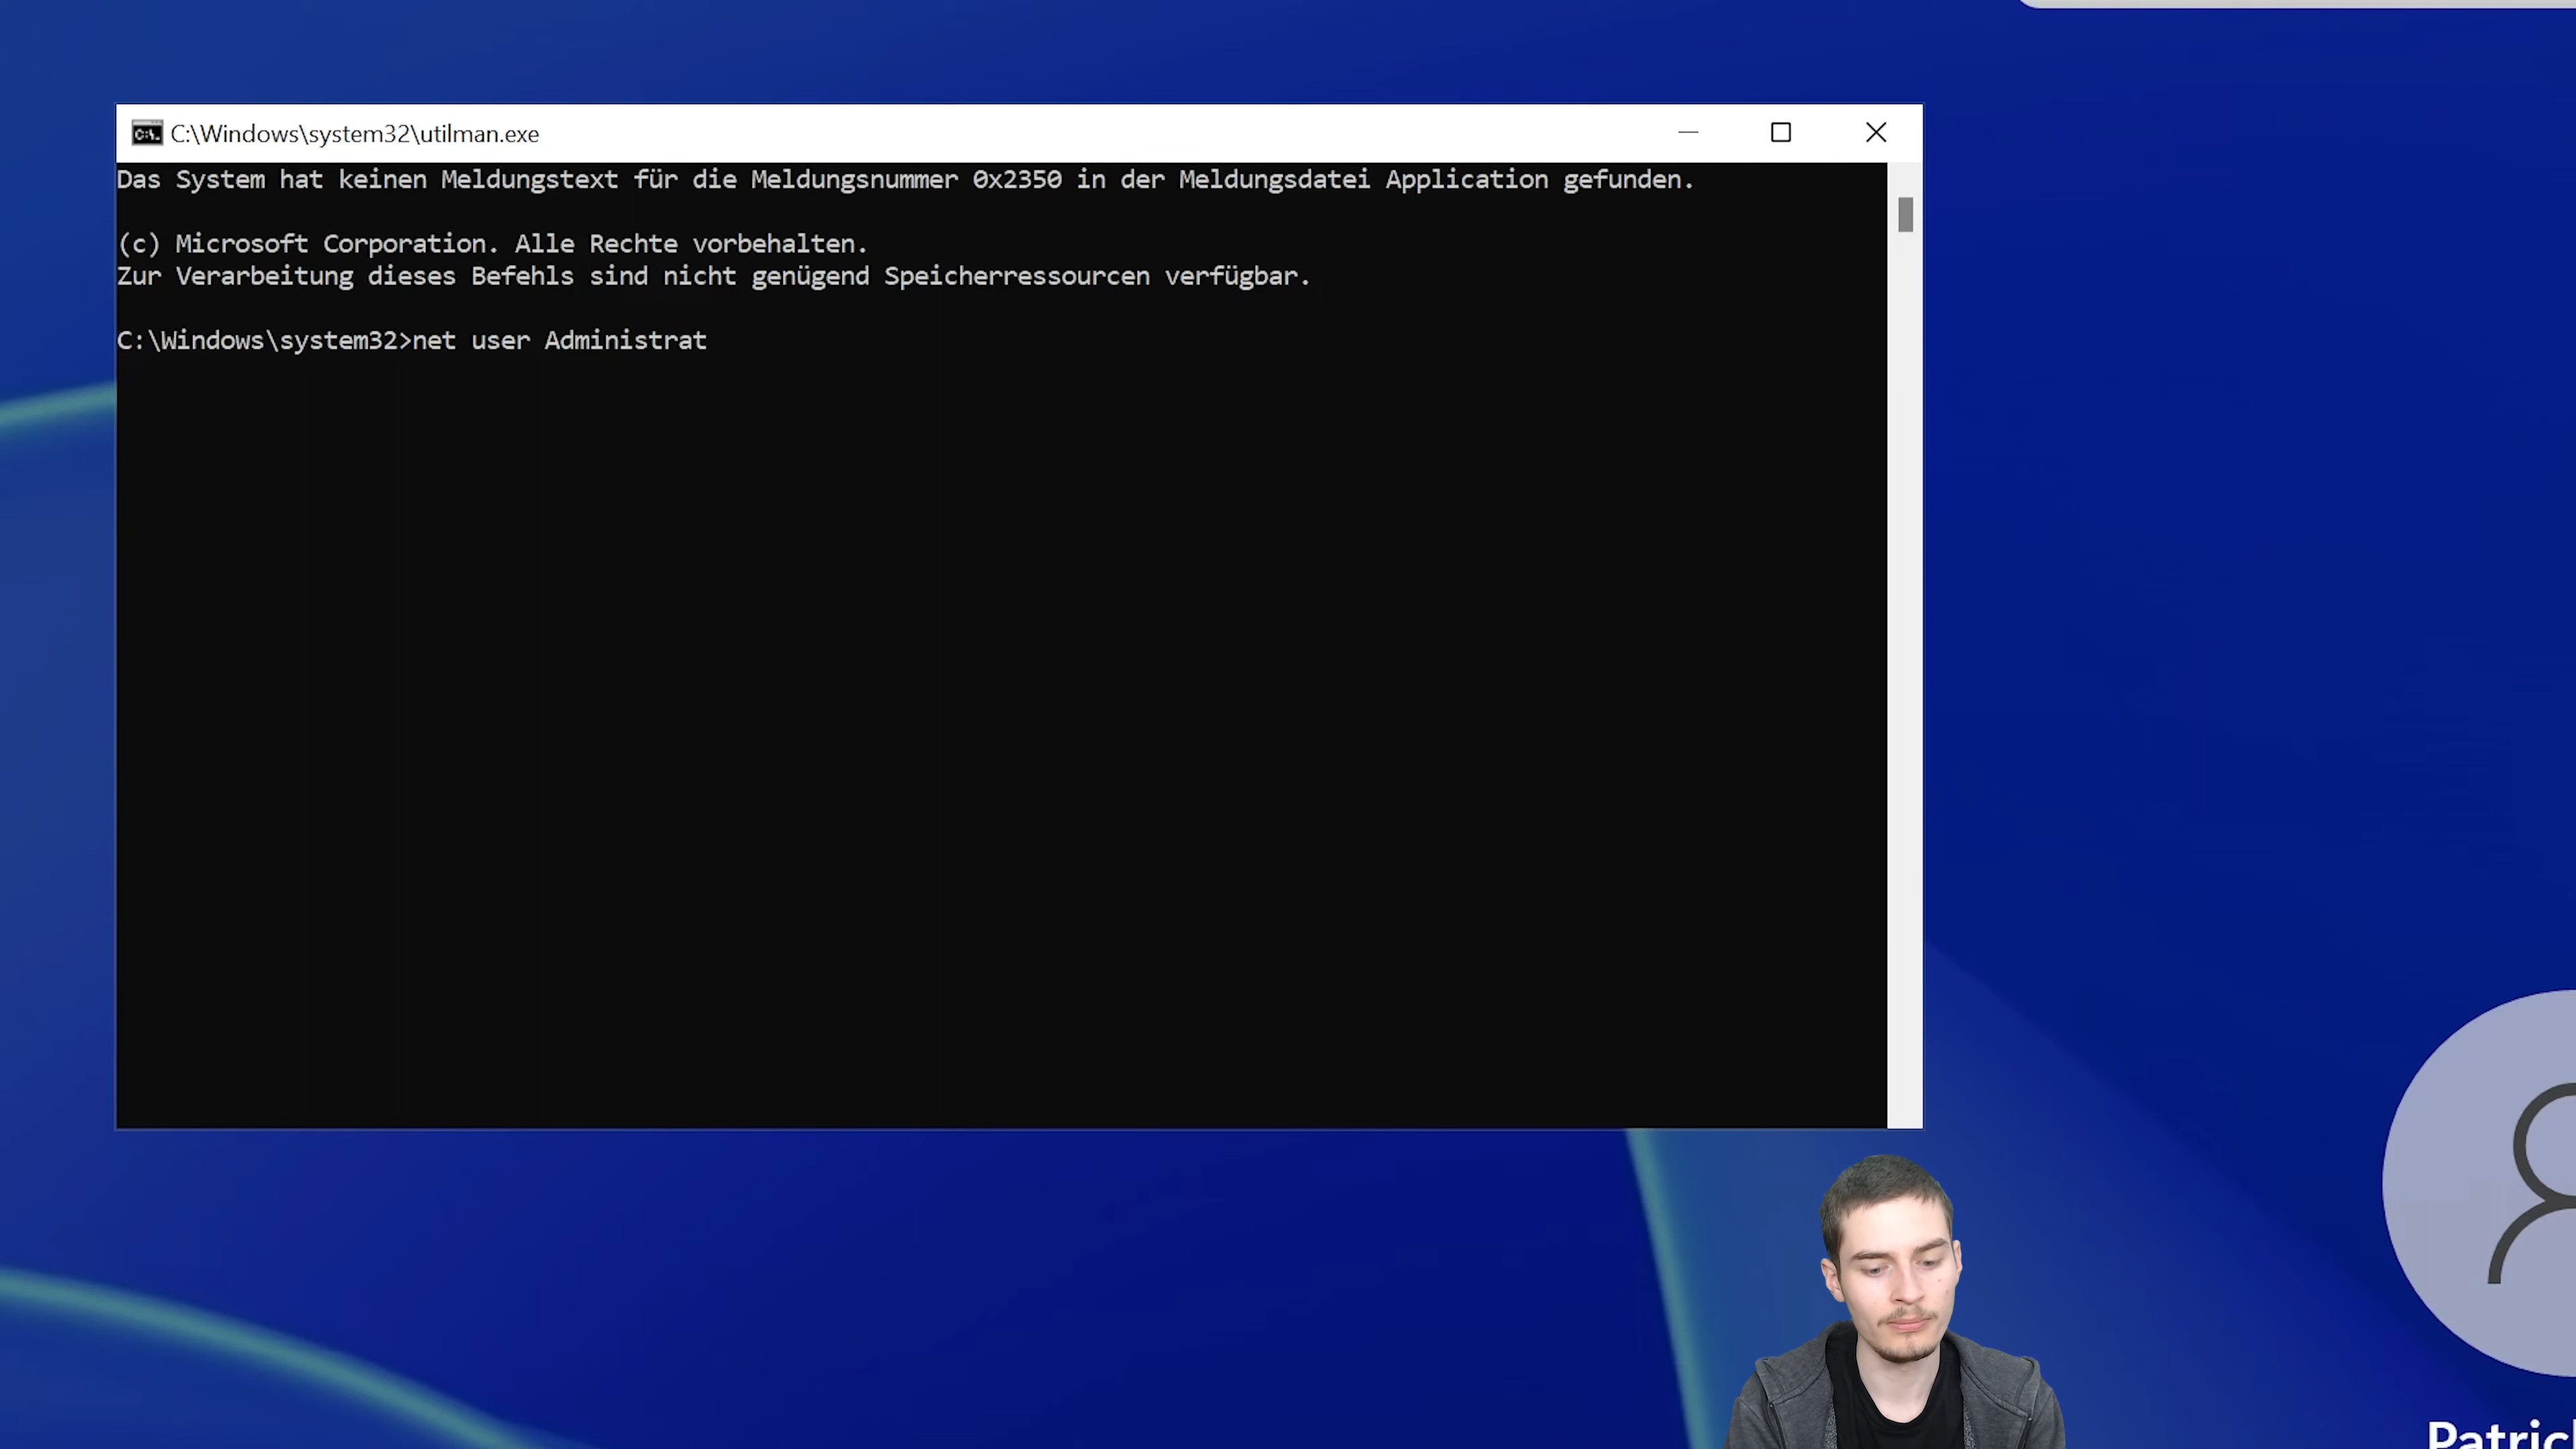 C:\Windows\system32\utilman.exe
Das System hat keinen Meldungstext für die Meldungsnummer 0x2350 in der Meldungsdatei Application gefunden.
(c) Microsoft Corporation. Alle Rechte vorbehalten.
Zur Verarbeitung dieses Befehls sind nicht genügend Speicherressourcen verfügbar.
C:\Windows\system32>net user Administrat
Patric